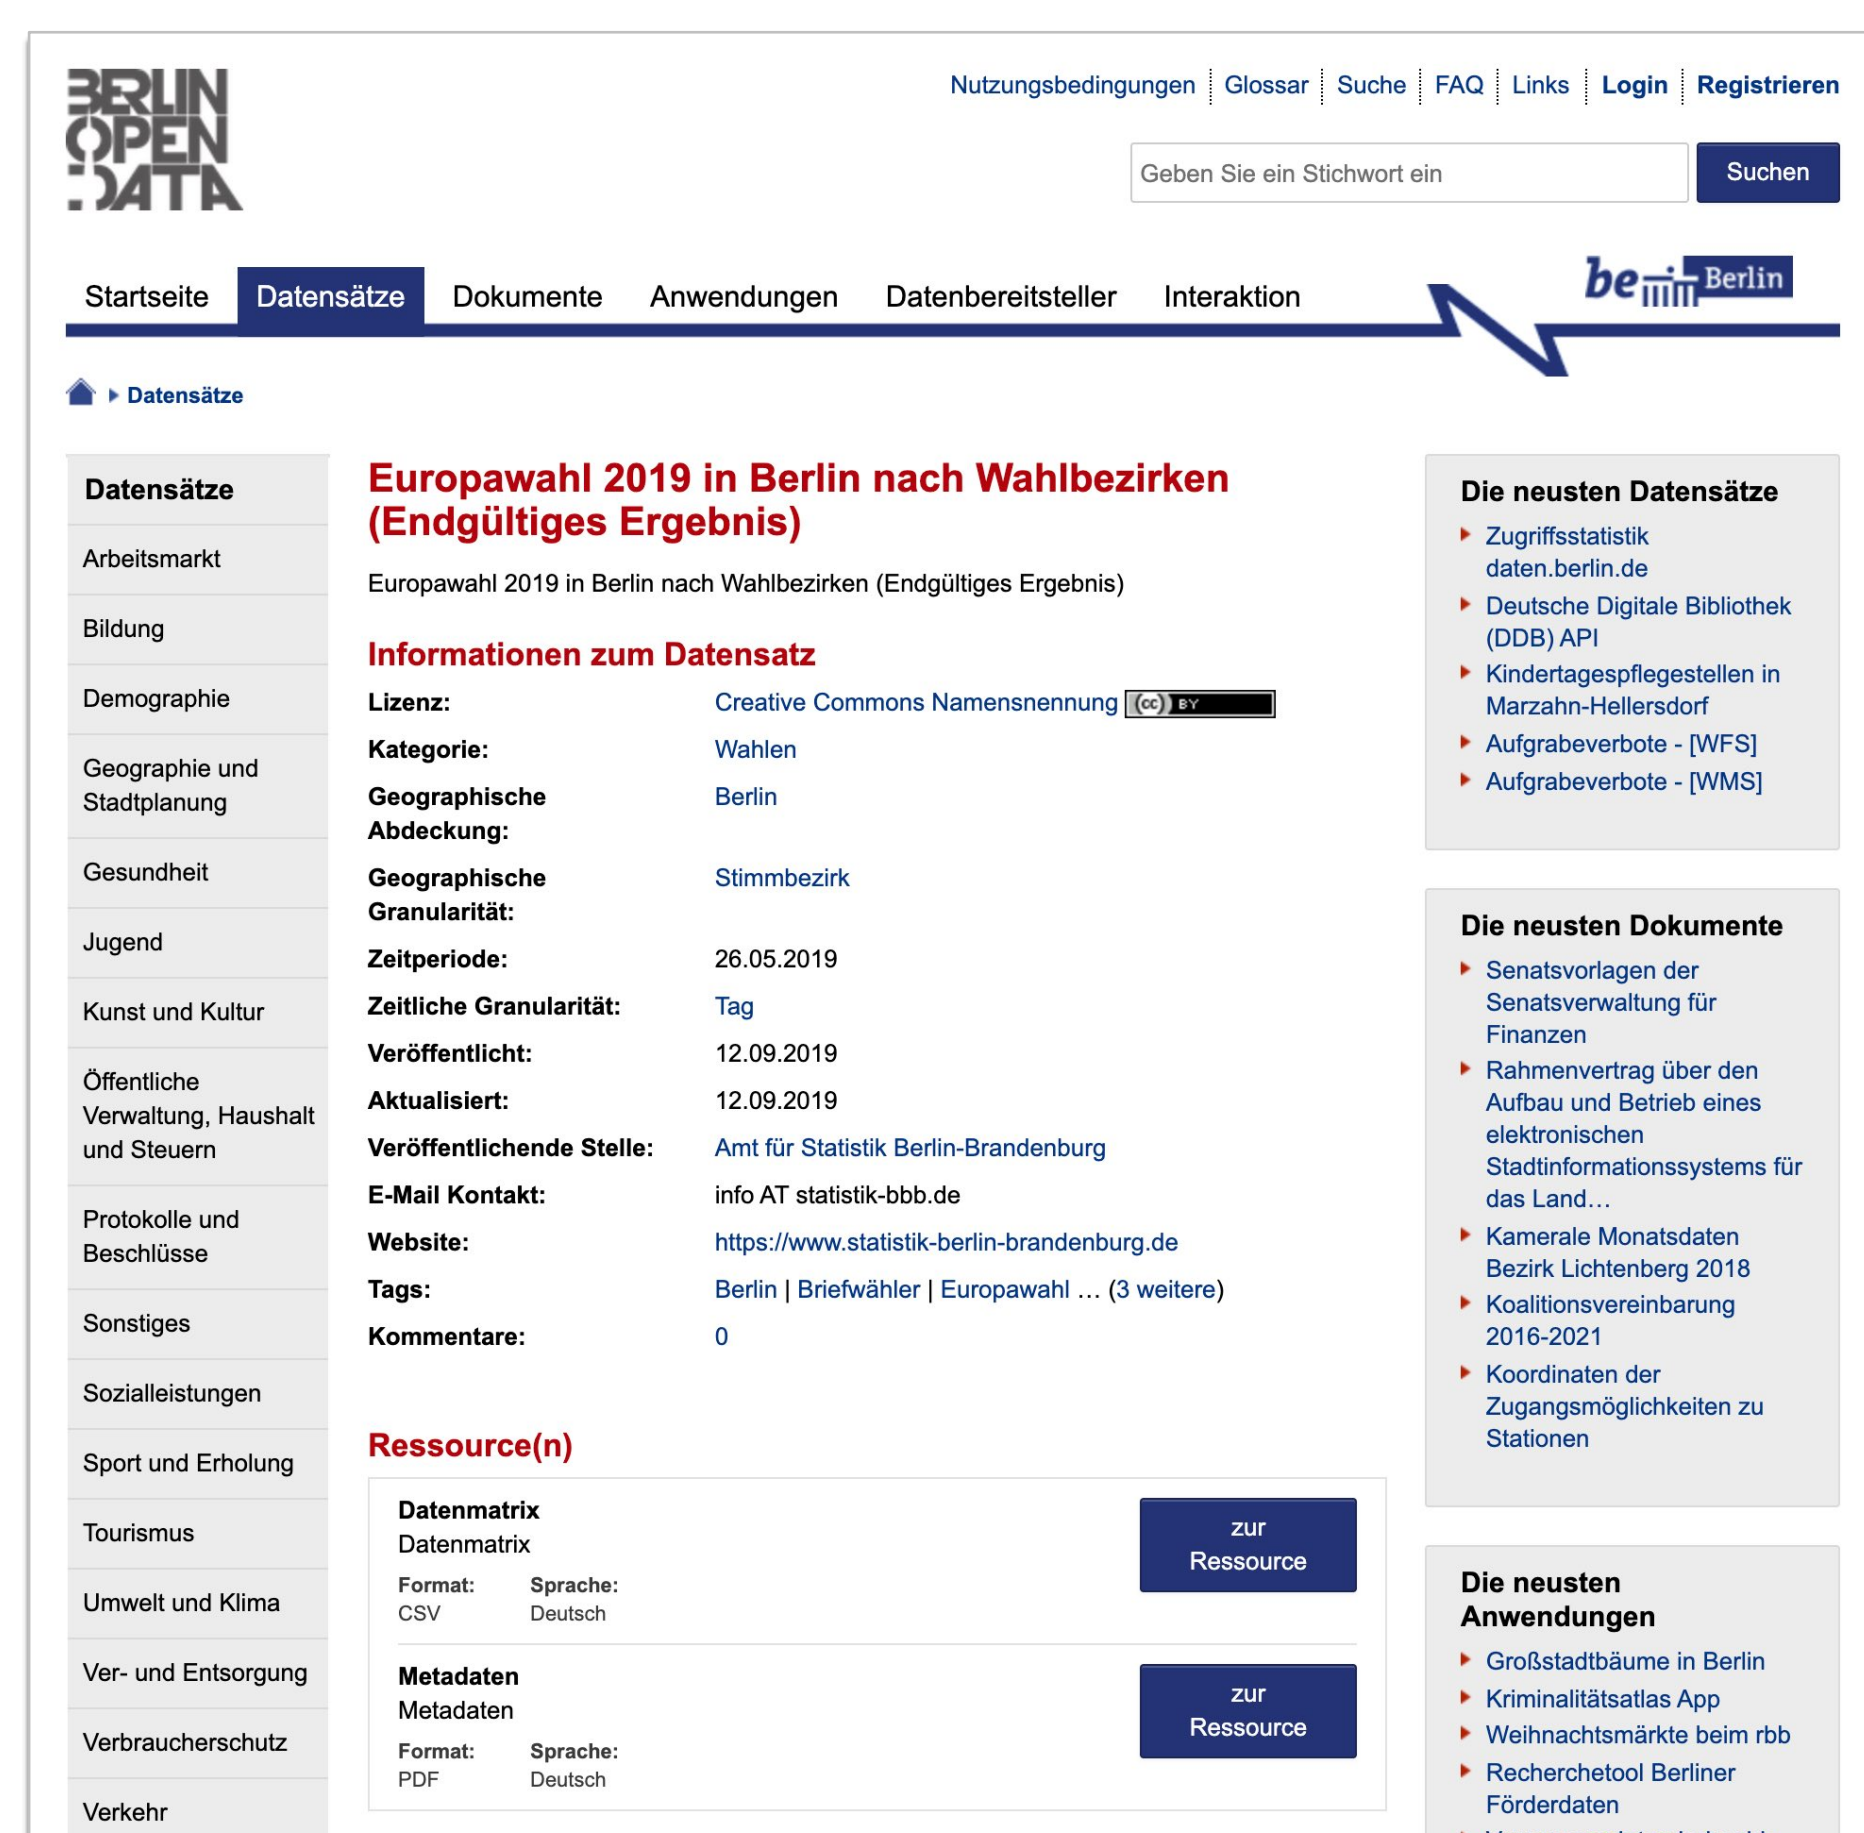 BERLIN
OPEN
DATA
Nutzungsbedingungen Glossar Suche FAQ Links Login Registrieren
Geben Sie ein Stichwort ein Suchen
be Berlin
Startseite Datensätze Dokumente Anwendungen Datenbereitsteller Interaktion
Datensätze
Datensätze
Arbeitsmarkt
Bildung
Demographie
Geographie und
Stadtplanung
Gesundheit
Jugend
Kunst und Kultur
Öffentliche
Verwaltung, Haushalt
und Steuern
Protokolle und
Beschlüsse
Sonstiges
Sozialleistungen
Sport und Erholung
Tourismus
Umwelt und Klima
Ver- und Entsorgung
Verbraucherschutz
Verkehr
Europawahl 2019 in Berlin nach Wahlbezirken
(Endgültiges Ergebnis)
Europawahl 2019 in Berlin nach Wahlbezirken (Endgültiges Ergebnis)
Informationen zum Datensatz
Lizenz: Creative Commons Namensnennung (cc) BY
Kategorie: Wahlen
Geographische Berlin
Abdeckung:
Geographische Stimmbezirk
Granularität:
Zeitperiode: 26.05.2019
Zeitliche Granularität: Tag
Veröffentlicht: 12.09.2019
Aktualisiert: 12.09.2019
Veröffentlichende Stelle: Amt für Statistik Berlin-Brandenburg
E-Mail Kontakt: info AT statistik-bbb.de
Website: https://www.statistik-berlin-brandenburg.de
Tags: Berlin | Briefwähler | Europawahl … (3 weitere)
Kommentare: 0
Ressource(n)
Datenmatrix
Datenmatrix
Format: Sprache:
CSV Deutsch
zur
Ressource
Metadaten
Metadaten
Format: Sprache:
PDF Deutsch
zur
Ressource
Die neusten Datensätze
Zugriffsstatistik
daten.berlin.de
Deutsche Digitale Bibliothek
(DDB) API
Kindertagespflegestellen in
Marzahn-Hellersdorf
Aufgrabeverbote - [WFS]
Aufgrabeverbote - [WMS]
Die neusten Dokumente
Senatsvorlagen der
Senatsverwaltung für
Finanzen
Rahmenvertrag über den
Aufbau und Betrieb eines
elektronischen
Stadtinformationssystems für
das Land…
Kamerale Monatsdaten
Bezirk Lichtenberg 2018
Koalitionsvereinbarung
2016-2021
Koordinaten der
Zugangsmöglichkeiten zu
Stationen
Die neusten
Anwendungen
Großstadtbäume in Berlin
Kriminalitätsatlas App
Weihnachtsmärkte beim rbb
Recherchetool Berliner
Förderdaten